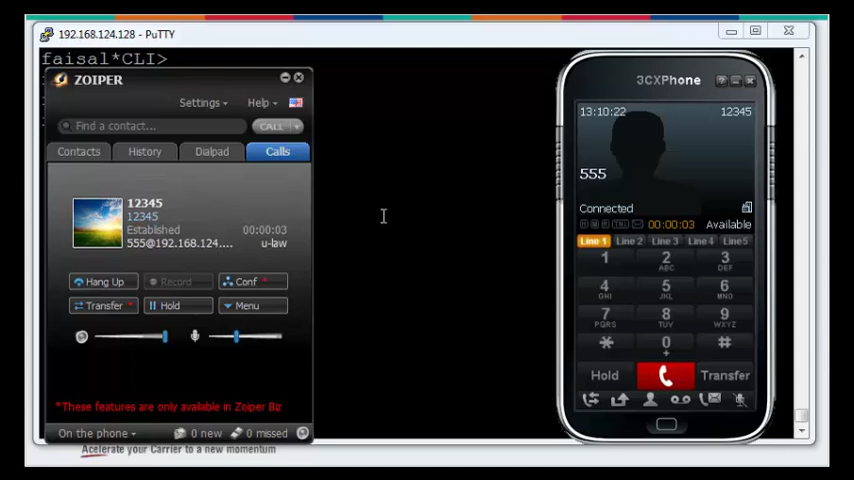 192.168.124.128 - PuTTY
faisal*CLI>
ZOIPER
Settings
Help
Find a contact...
CALL
Contacts
History
Dialpad
Calls
12345
12345
Established
00:00:03
555@192.168.124....
u-law
Hang Up
Record
Conf *
Transfer *
Hold
Menu
*These features are only available in Zoiper Biz
On the phone
0 new
0 missed
Acelerate your Carrier to a new momentum
3CXPhone
13:10:22
12345
555
Connected
00:00:03
Available
Line 1
Line 2
Line 3
Line 4
Line5
1
2
3
ABC
DEF
4
5
6
GHI
JKL
MNO
7
8
9
PQRS
TUV
WXYZ
*
0
#
+
Hold
Transfer